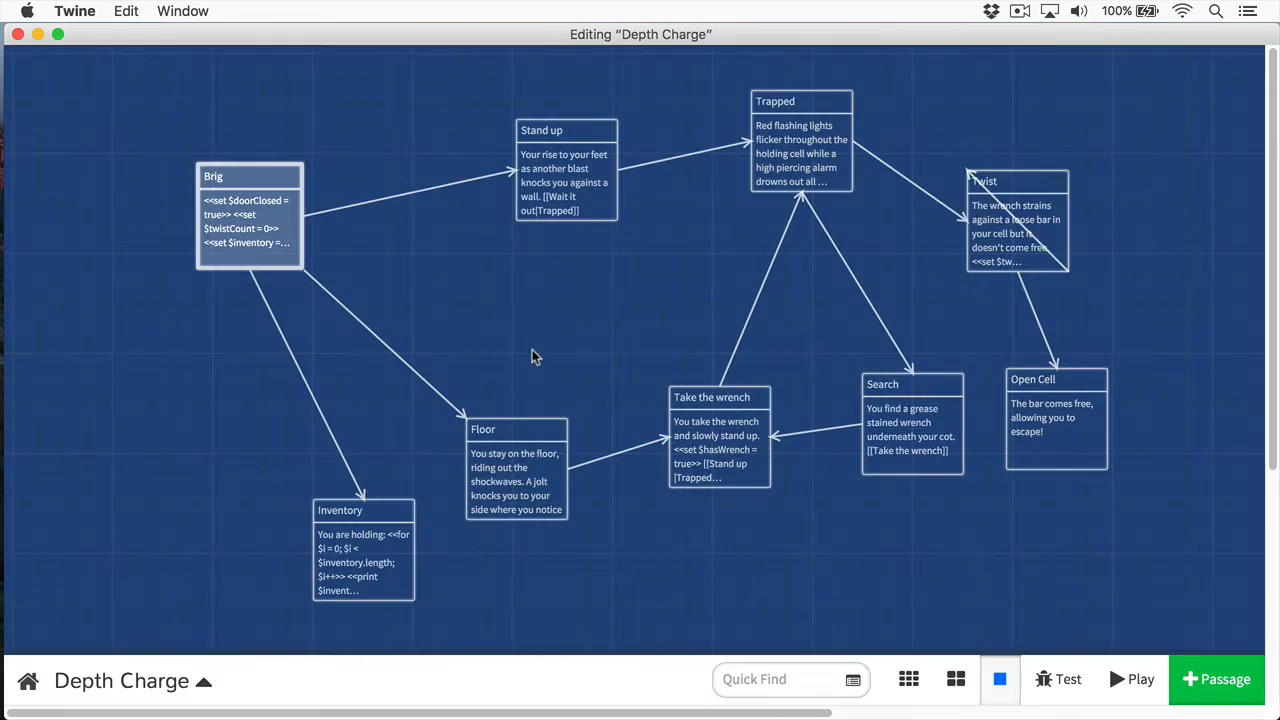 Twine Edit Window 100%
Editing “Depth Charge”
Brig
<<set $doorClosed =
true>> <<set
$twistCount = 0>>
<<set $inventory =...
Stand up
Your rise to your feet
as another blast
knocks you against a
wall. [[Wait it
out|Trapped]]
Trapped
Red flashing lights
flicker throughout the
holding cell while a
high piercing alarm
drowns out all ...
Twist
The wrench strains
against a loose bar in
your cell but it
doesn't come free.
<<set $tw...
Inventory
You are holding: <<for
$i = 0; $i <
$inventory.length;
$i++>> <<print
$invent...
Floor
You stay on the floor,
riding out the
shockwaves. A jolt
knocks you to your
side where you notice
Take the wrench
You take the wrench
and slowly stand up.
<<set $hasWrench =
true>> [[Stand up
|Trapped...
Search
You find a grease
stained wrench
underneath your cot.
[[Take the wrench]]
Open Cell
The bar comes free,
allowing you to
escape!
Depth Charge
Quick Find
Test
Play
+Passage